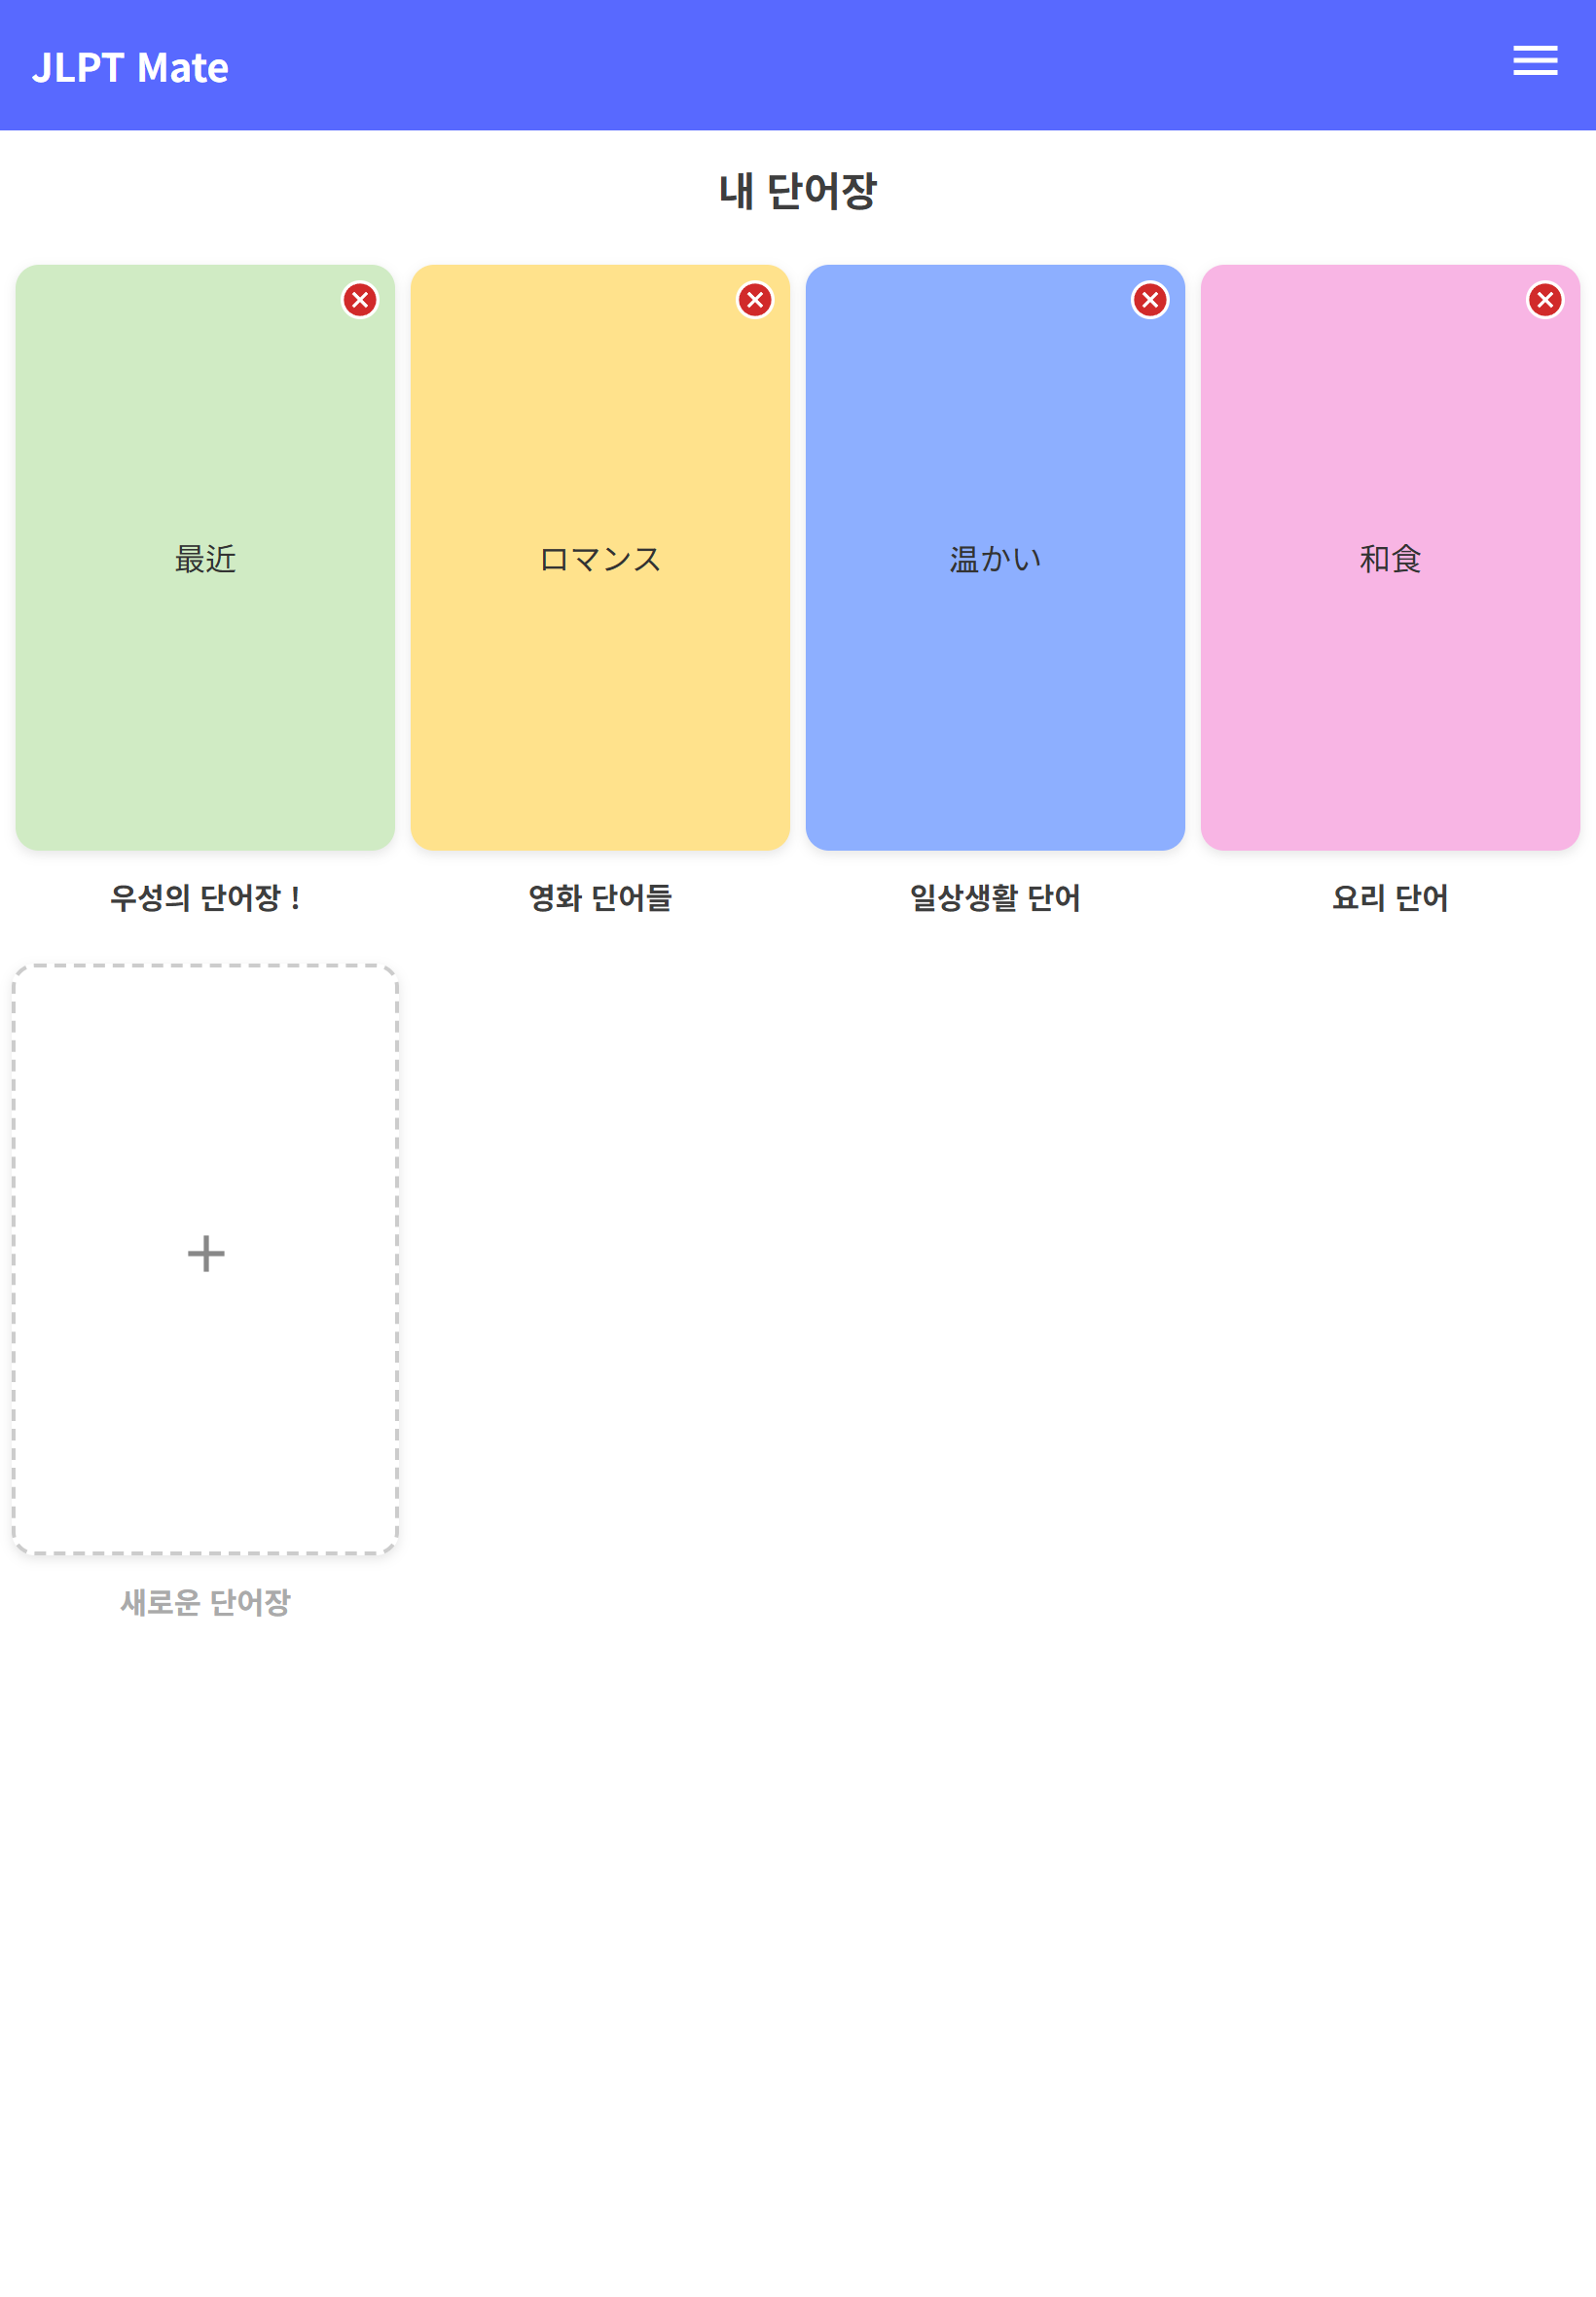 JLPT Mate
내 단어장
最近
ロマンス
温かい
和食
우성의 단어장 !
영화 단어들
일상생활 단어
요리 단어
새로운 단어장